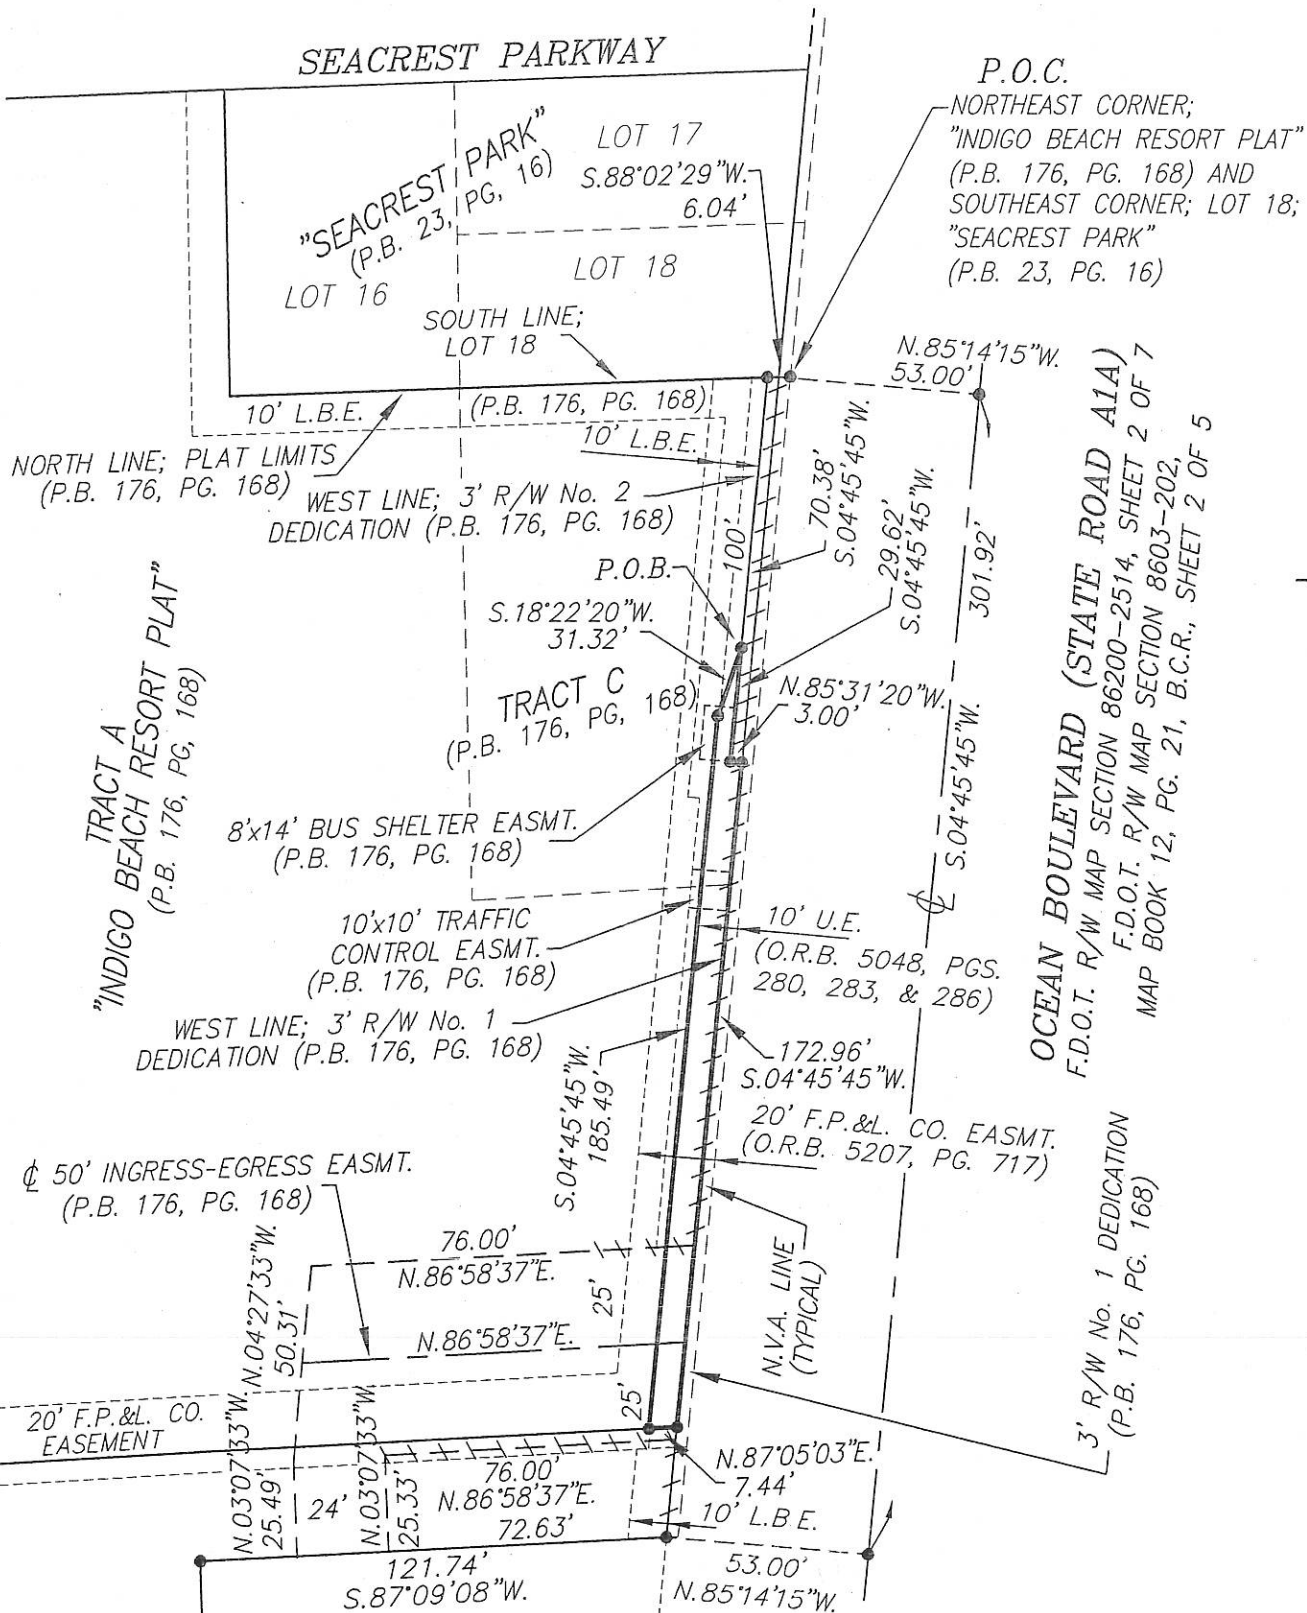 SEACREST PARKWAY
P.O.C.
NORTHEAST CORNER;
"INDIGO BEACH RESORT PLAT"
(P.B. 176, PG. 168) AND
SOUTHEAST CORNER; LOT 18;
"SEACREST PARK"
(P.B. 23, PG. 16)
"SEACREST PARK"
(P.B. 23, PG, 16)
LOT 17
S.88°02'29"W.
6.04'
LOT 18
LOT 16
SOUTH LINE;
LOT 18
N.85°14'15"W.
53.00'
10' L.B.E.
(P.B. 176, PG. 168)
10' L.B.E.
NORTH LINE; PLAT LIMITS
(P.B. 176, PG. 168)
WEST LINE; 3' R/W No. 2
DEDICATION (P.B. 176, PG. 168)
100'
70.38'
S.04°45'45"W.
29.62'
S.04°45'45"W.
301.92'
S.04°45'45"W.
OCEAN BOULEVARD (STATE ROAD A1A)
F.D.O.T. R/W MAP SECTION 86200-2514, SHEET 2 OF 7
F.D.O.T. R/W MAP SECTION 8603-202,
MAP BOOK 12, PG. 21, B.C.R., SHEET 2 OF 5
P.O.B.
S.18°22'20"W.
31.32'
TRACT C
(P.B. 176, PG, 168)
N.85°31'20"W.
3.00'
TRACT A
"INDIGO BEACH RESORT PLAT"
(P.B. 176, PG, 168)
8'x14' BUS SHELTER EASMT.
(P.B. 176, PG. 168)
10'x10' TRAFFIC
CONTROL EASMT.
(P.B. 176, PG. 168)
10' U.E.
(O.R.B. 5048, PGS.
280, 283, & 286)
℄
WEST LINE; 3' R/W No. 1
DEDICATION (P.B. 176, PG. 168)
172.96'
S.04°45'45"W.
S.04°45'45"W.
185.49'
20' F.P.&L. CO. EASMT.
(O.R.B. 5207, PG. 717)
℄ 50' INGRESS-EGRESS EASMT.
(P.B. 176, PG. 168)
76.00'
N.86°58'37"E.
25'
N.V.A. LINE
(TYPICAL)
3' R/W No. 1 DEDICATION
(P.B. 176, PG. 168)
N.04°27'33"W.
50.31'
N.86°58'37"E.
25'
20' F.P.&L. CO.
EASEMENT
N.03°07'33"W.
25.49'
24'
N.03°07'33"W.
25.33'
76.00'
N.86°58'37"E.
72.63'
N.87°05'03"E.
7.44'
10' L.B.E.
121.74'
S.87°09'08"W.
53.00'
N.85°14'15"W.